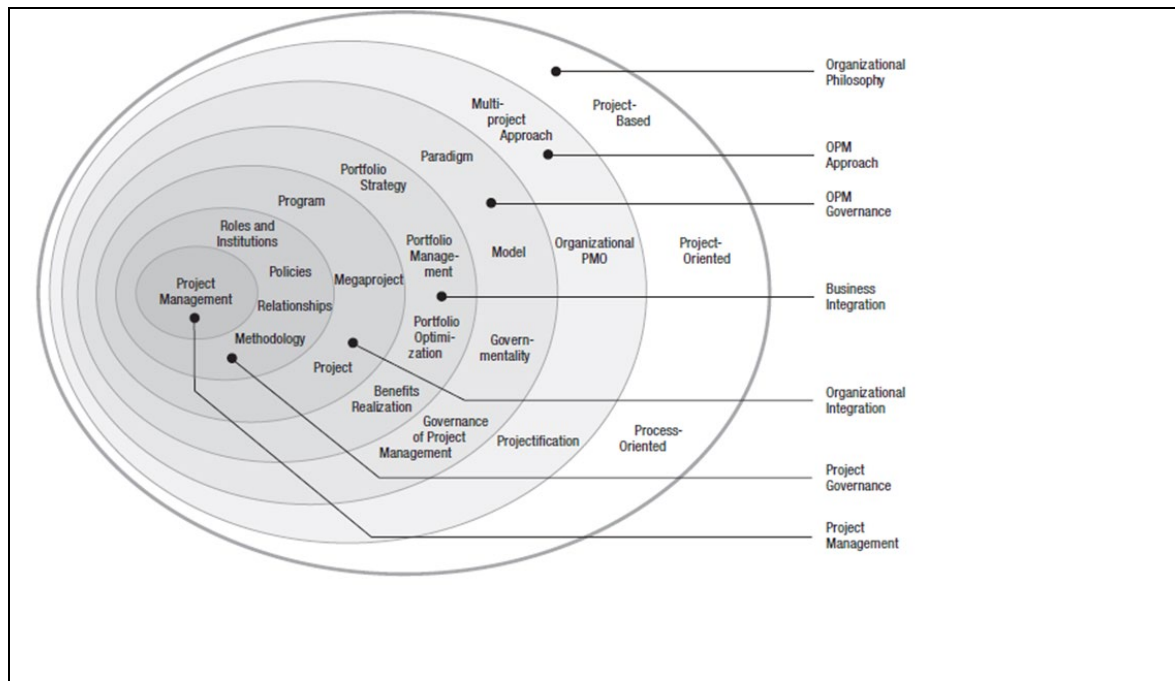 Organizational
Philosophy
Project-
Based
Multi-
project
Approach
OPM
Approach
Paradigm
Portfolio
Strategy
OPM
Governance
Program
Roles and
Institutions
Portfolio
Manage-
ment
Model
Organizational
PMO
Project-
Oriented
Project
Management
Policies
Megaproject
Business
Integration
Relationships
Methodology
Portfolio
Optimi-
zation
Govern-
mentality
Project
Benefits
Realization
Organizational
Integration
Governance
of Project
Management
Projectification
Process-
Oriented
Project
Governance
Project
Management